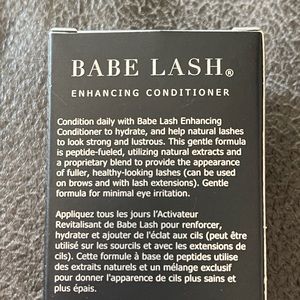 BABE LASH®
ENHANCING CONDITIONER
Condition daily with Babe Lash Enhancing
Conditioner to hydrate, and help natural lashes
to look strong and lustrous. This gentle formula
is peptide-fueled, utilizing natural extracts and
a proprietary blend to provide the appearance
of fuller, healthy-looking lashes (can be used
on brows and with lash extensions). Gentle
formula for minimal eye irritation.
Appliquez tous les jours l'Activateur
Revitalisant de Babe Lash pour renforcer,
hydrater et ajouter de l'éclat aux cils (peut être
utilisé sur les sourcils et avec les extensions de
cils). Cette formule à base de peptides utilise
des extraits naturels et un mélange exclusif
pour donner l'apparence de cils plus sains et
plus épais.